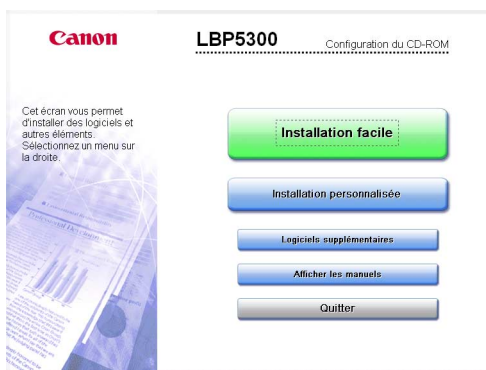 Canon
LBP5300
Configuration du CD-ROM
Cet écran vous permet
d'installer des logiciels et
autres éléments.
Sélectionnez un menu sur
la droite.
Installation facile
Installation personnalisée
Logiciels supplémentaires
Afficher les manuels
Quitter